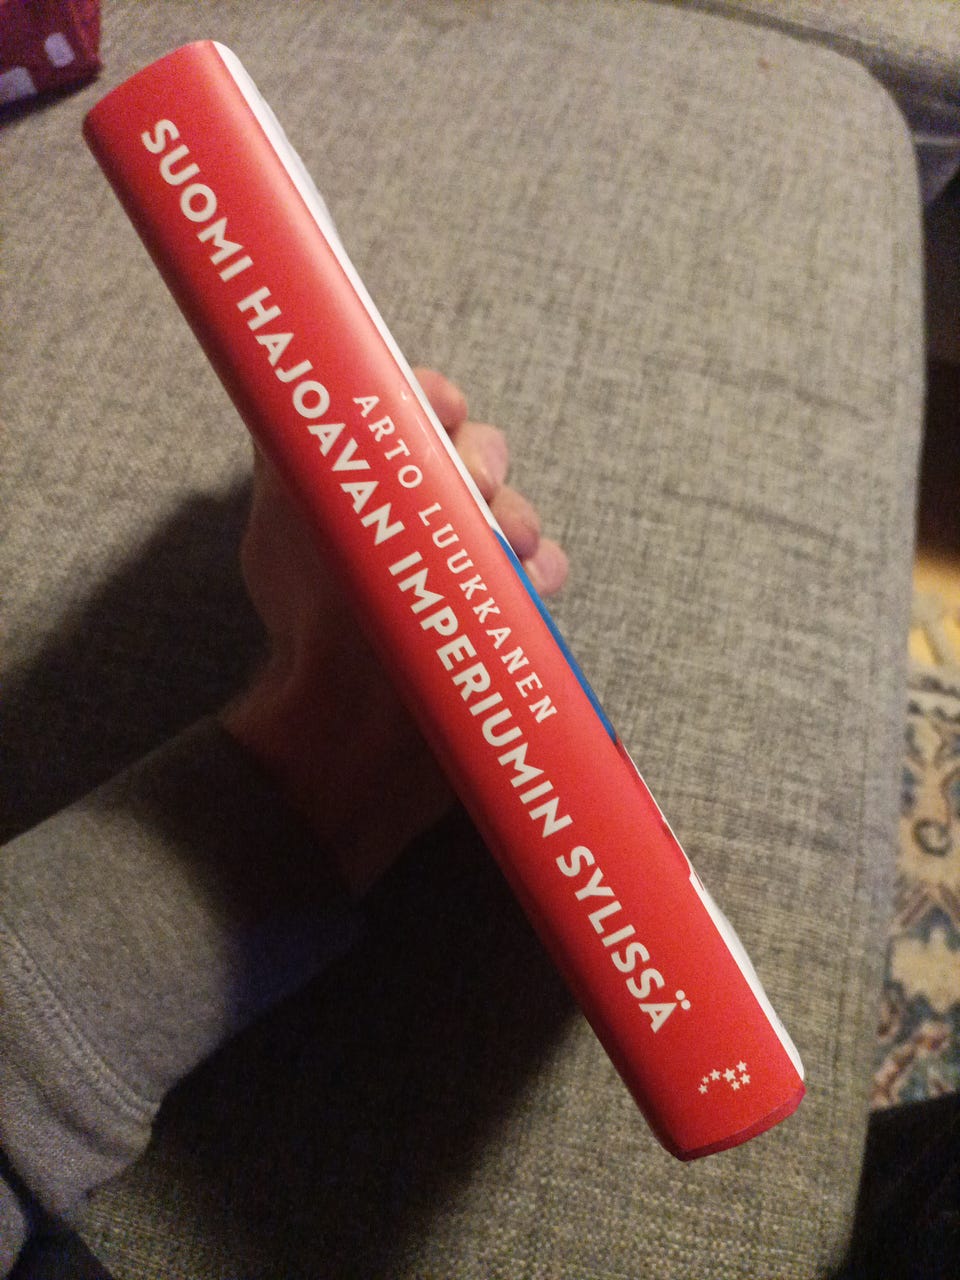 ARTO LUUKKANEN
SUOMI HAJOAVAN IMPERIUMIN SYLISSÄ